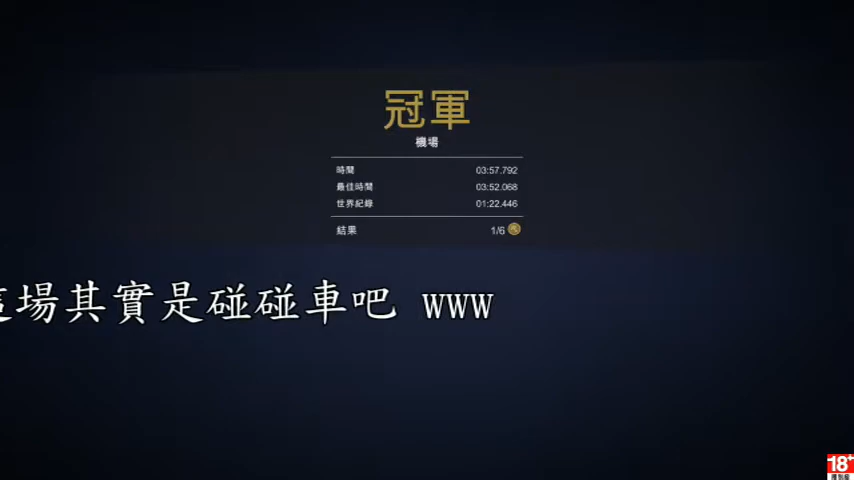 冠軍
機場
時間 03:57.792
最佳時間 03:52.068
世界紀錄 01:22.446
結果 1/6
這場其實是碰碰車吧 www
18+